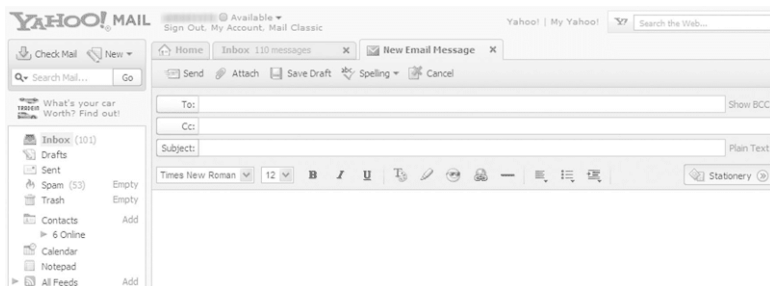 YAHOO! MAIL
Available
Sign Out, My Account, Mail Classic
Yahoo! | My Yahoo!
Y! Search the Web...
Check Mail New
Search Mail... Go
What's your car
Worth? Find out!
Inbox (101)
Drafts
Sent
Spam (53) Empty
Trash Empty
Contacts Add
6 Online
Calendar
Notepad
All Feeds Add
Home Inbox 110 messages x New Email Message x
Send Attach Save Draft Spelling Cancel
To: Show BCC
Cc:
Subject: Plain Text
Times New Roman 12 B I U Stationery